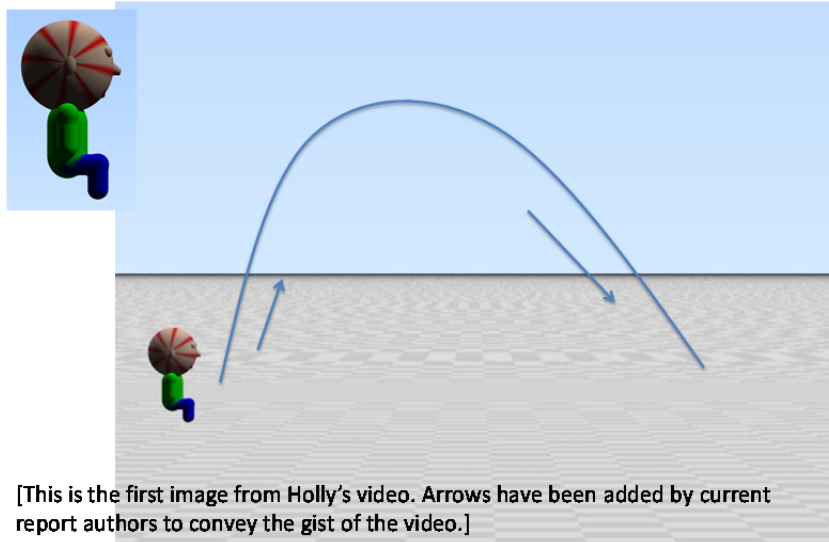 [This is the first image from Holly's video. Arrows have been added by current
report authors to convey the gist of the video.]